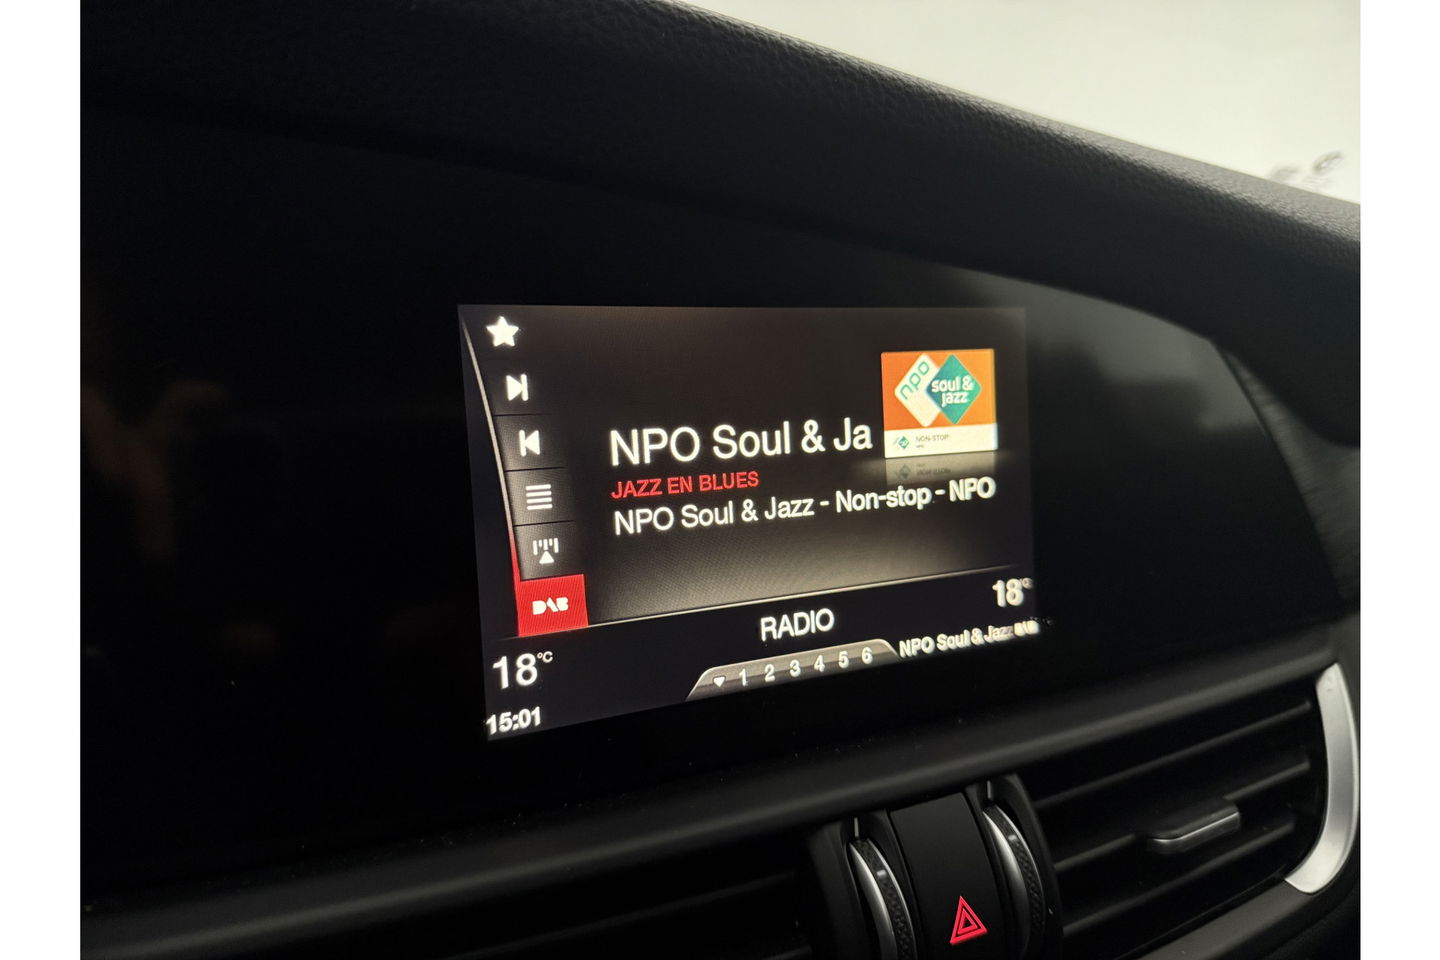 npo
soul &
jazz
NON-STOP
NPO Soul & Ja
JAZZ EN BLUES
NPO Soul & Jazz - Non-stop - NPO
DAB
RADIO
18°C
18°C
1 2 3 4 5 6
NPO Soul & Jazz
15:01